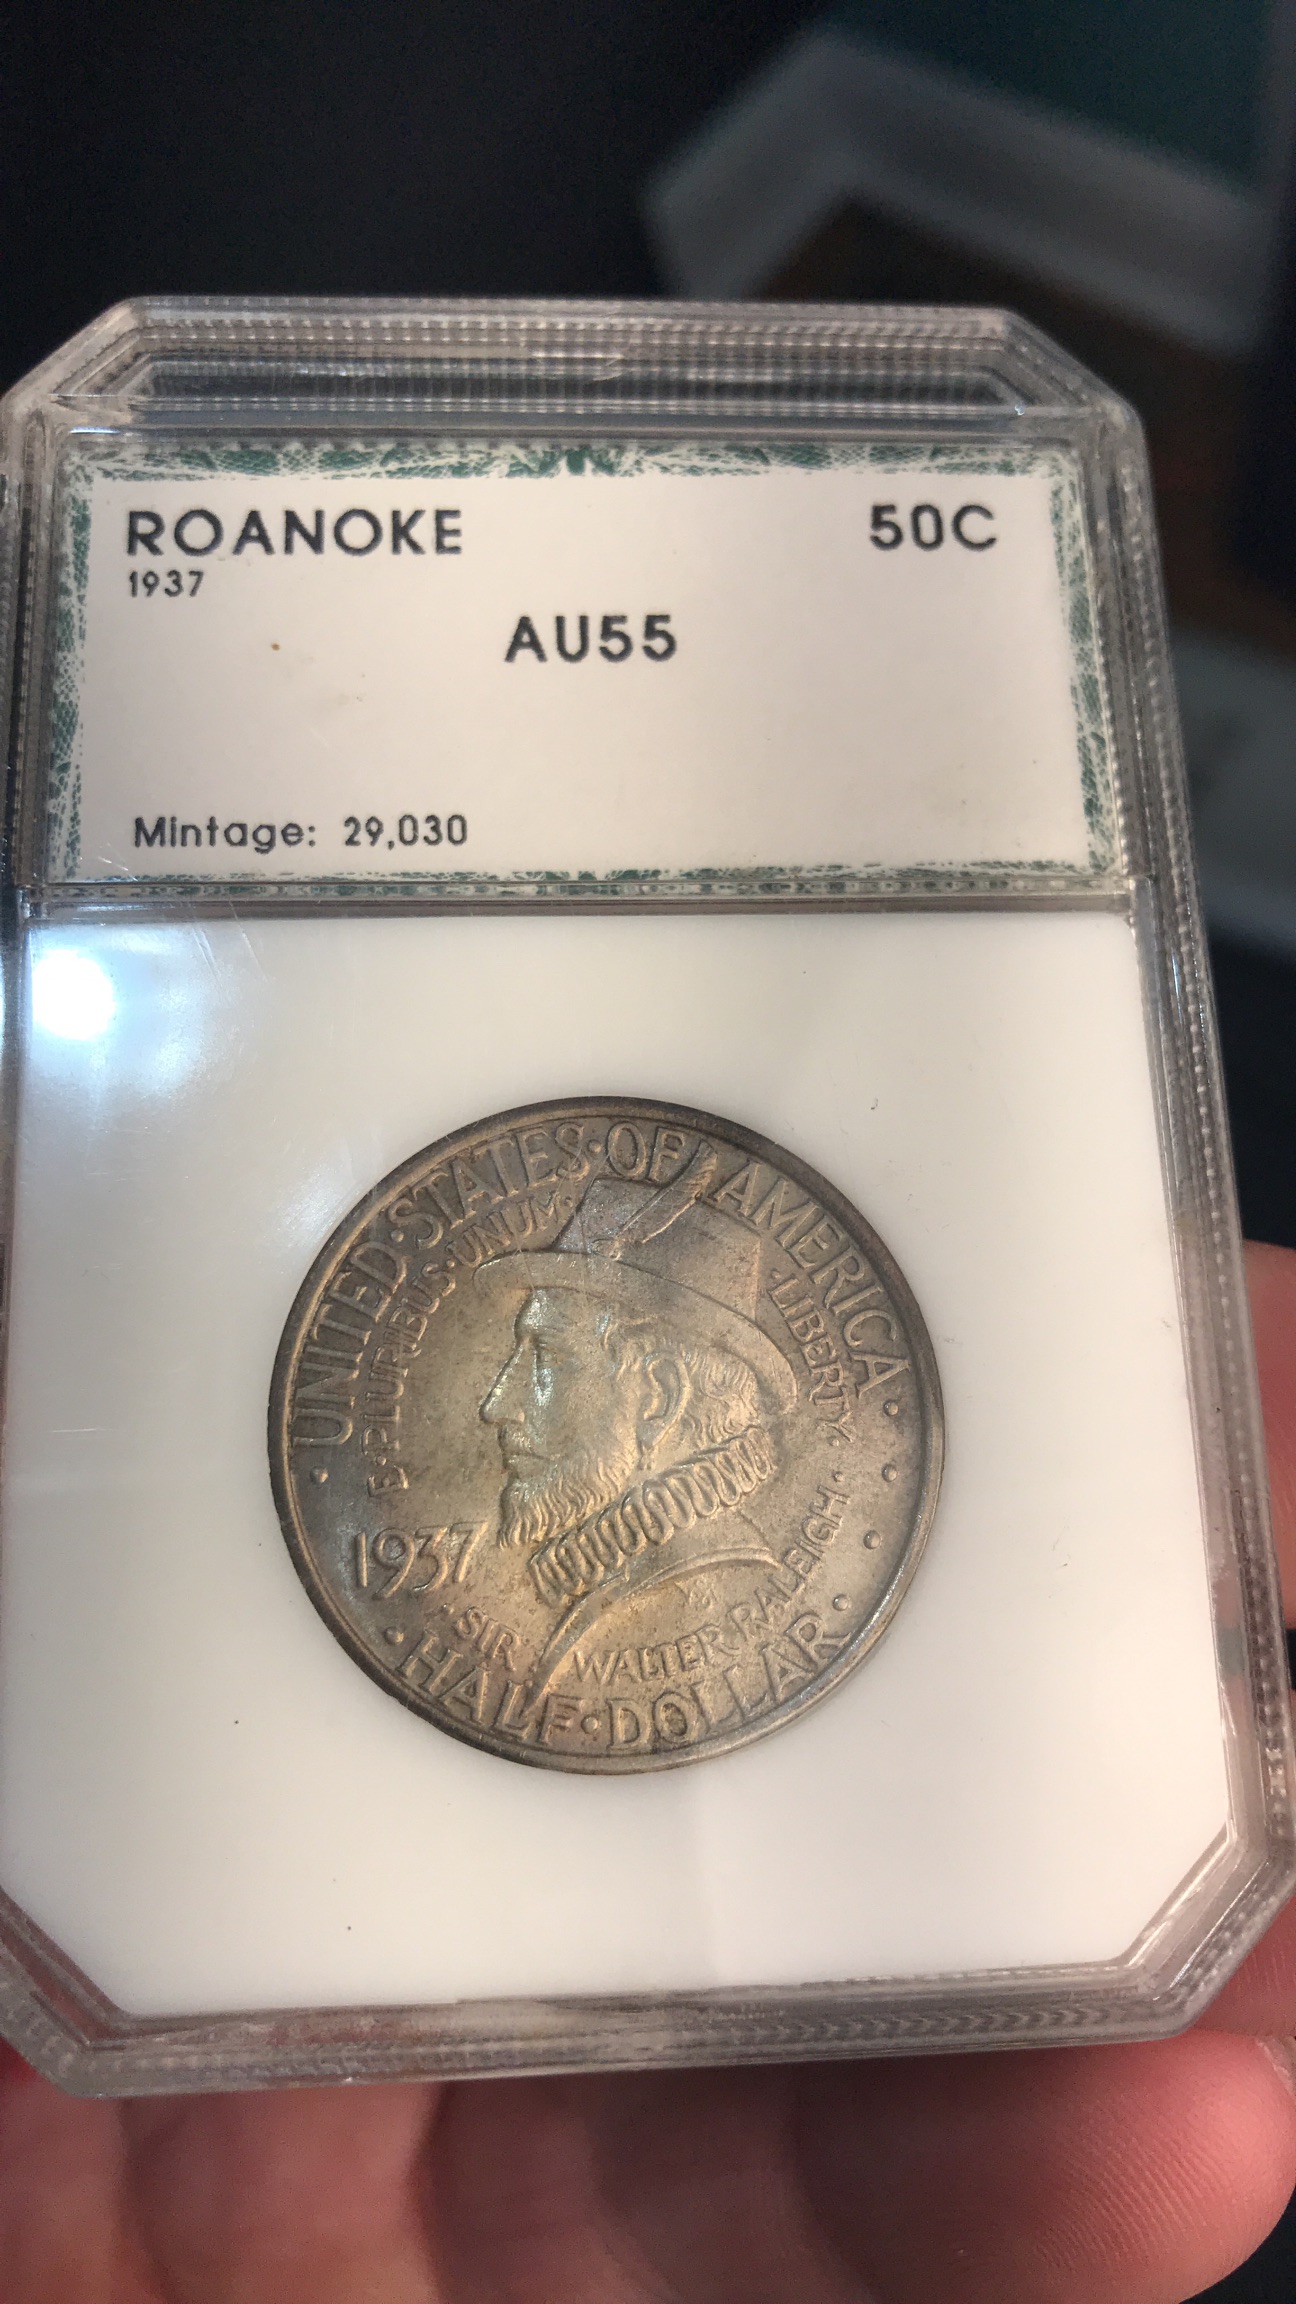 ROANOKE 50C
1937
AU55
Mintage: 29,030
UNITED·STATES·OF AMERICA
E·PLURIBUS·UNUM·
·LIBERTY·
1937
·SIR WALTER RALEIGH·
·HALF·DOLLAR·